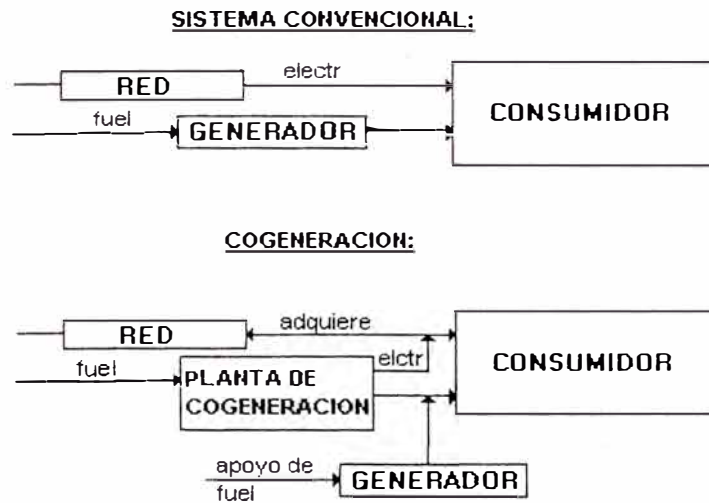 SISTEMA CONVENCIONAL:
RED
electr
fuel
GENERADOR
CONSUMIDOR
COGENERACION:
RED
adquiere
fuel
PLANTA DE
COGENERACION
elctr
CONSUMIDOR
apoyo de
fuel
GENERADOR